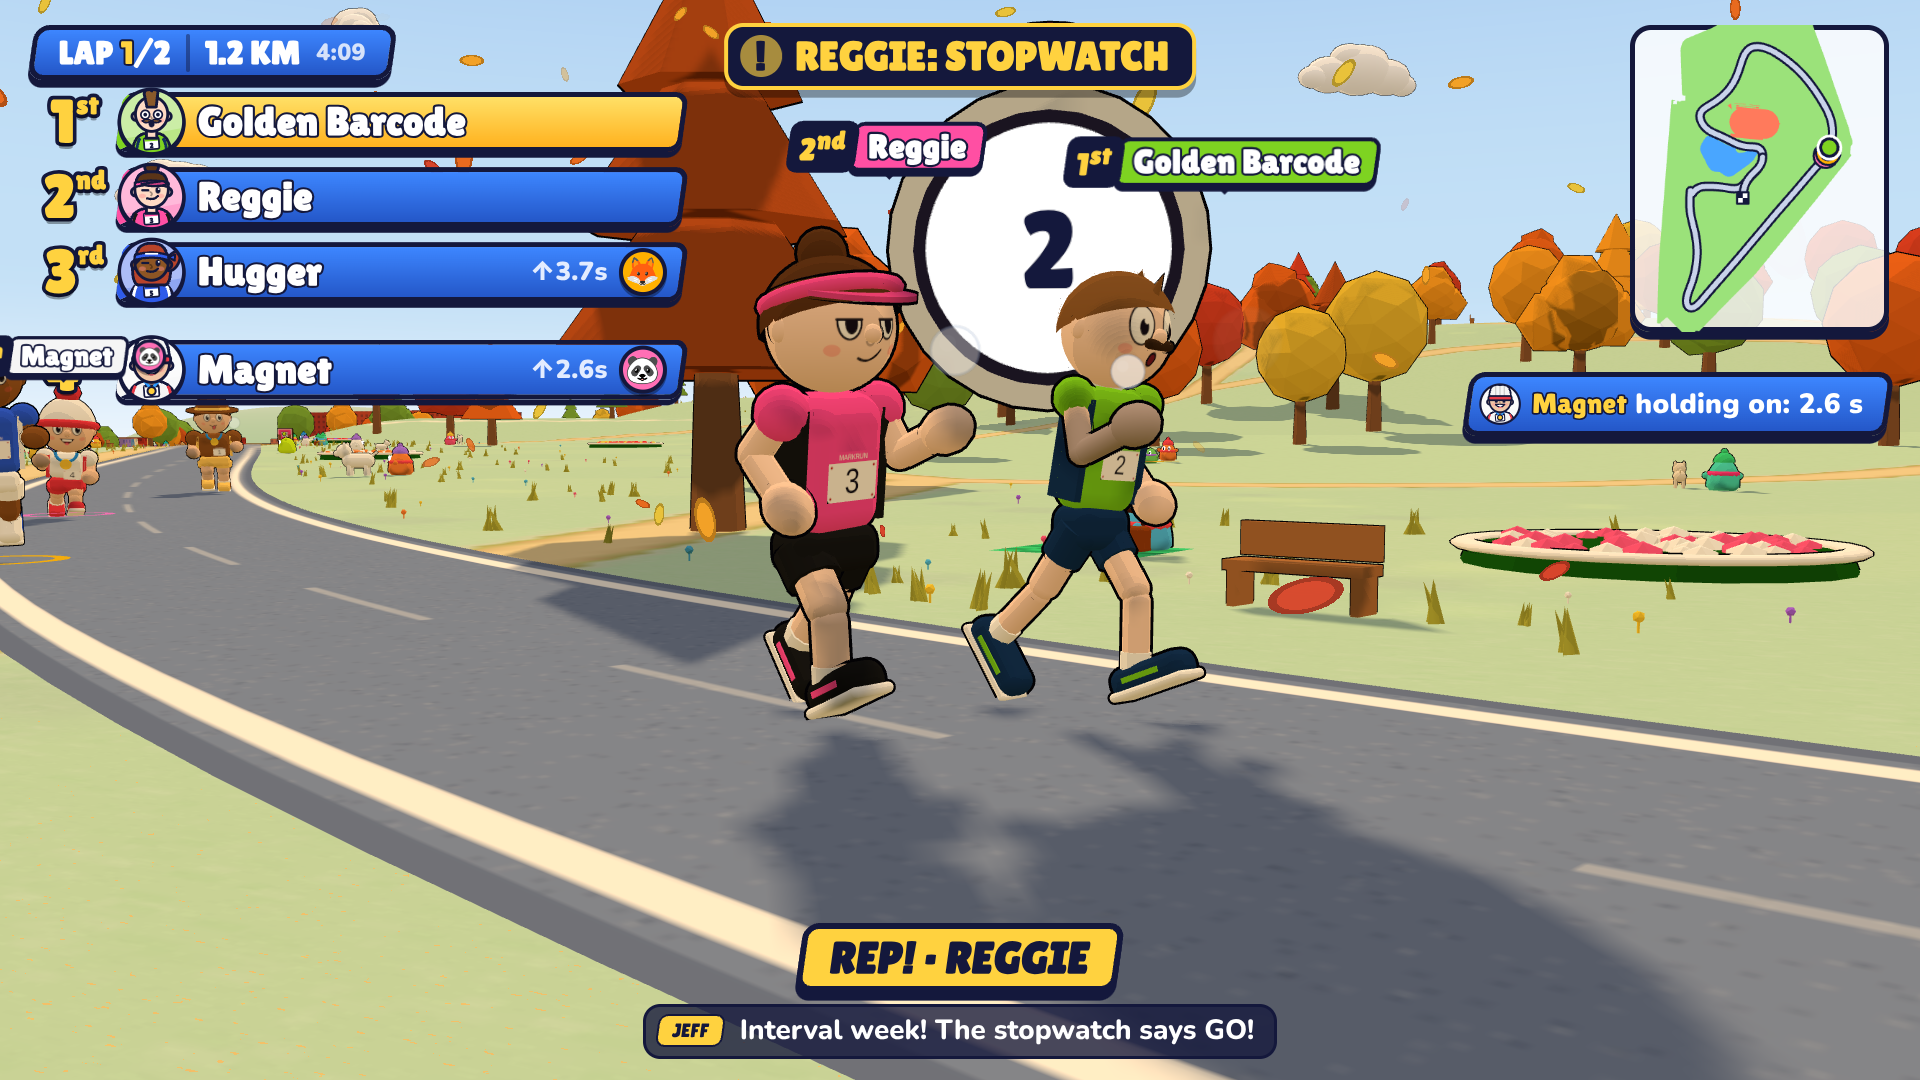 LAP 1/2 1.2 KM 4:09
! REGGIE: STOPWATCH
1st Golden Barcode
2nd Reggie
3rd Hugger ↑3.7s
Magnet ↑2.6s
Magnet
2nd Reggie
1st Golden Barcode
2
Magnet holding on: 2.6 s
MARKRUN
3
2
REP! · REGGIE
JEFF Interval week! The stopwatch says GO!